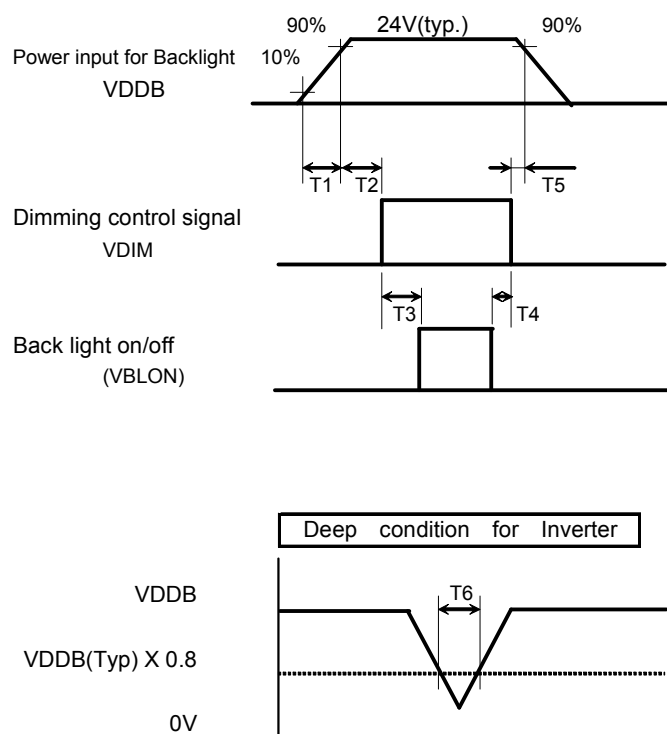 90%
24V(typ.)
90%
Power input for Backlight
10%
VDDB
T1
T2
T5
Dimming control signal
VDIM
T3
T4
Back light on/off
(VBLON)
Deep condition for Inverter
VDDB
T6
VDDB(Typ) X 0.8
0V